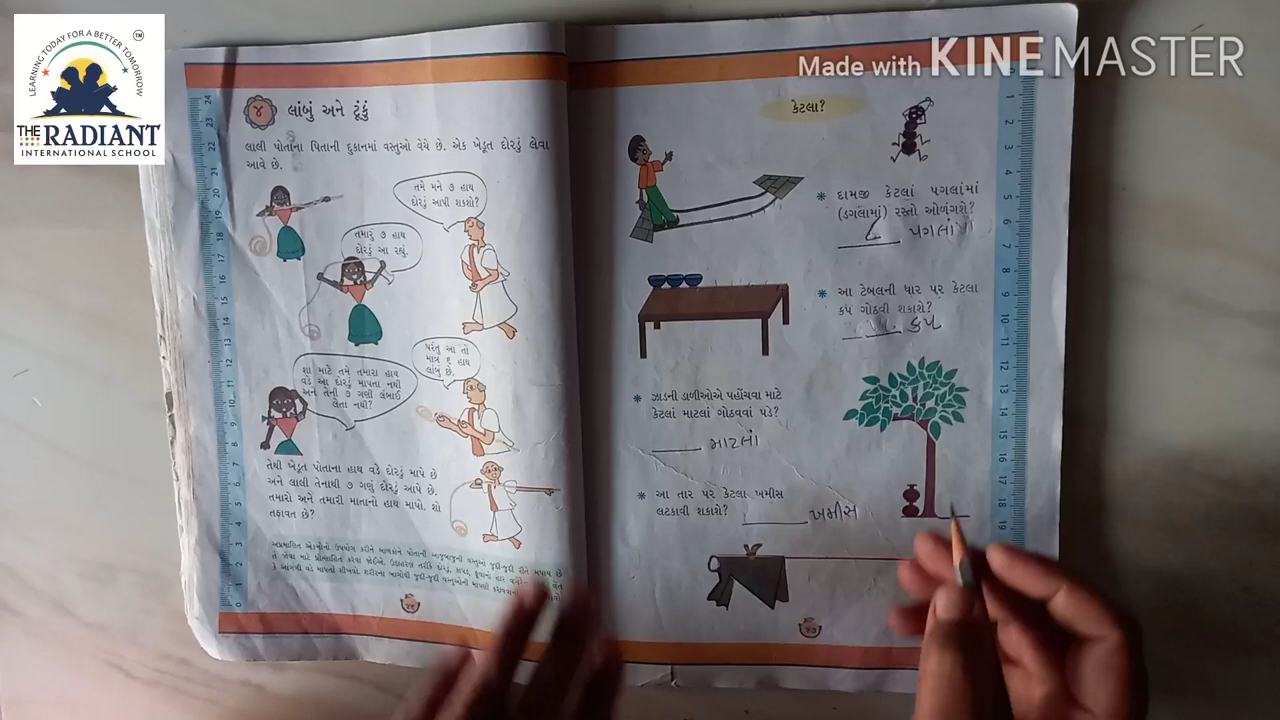 LEARNING TODAY FOR A BETTER TOMORROW
TM
THE RADIANT
INTERNATIONAL SCHOOL
Made with KINEMASTER
૪ લાંબું અને ટૂંકું
લાલી પોતાના પિતાની દુકાનમાં વસ્તુઓ વેચે છે. એક ખેડૂત દોરડું લેવા
આવે છે.
તમે મને ૭ હાથ
દોરડું આપી શકશો?
તમારું ૭ હાથ
દોરડું આ રહ્યું.
પરંતુ આ તો
માત્ર ૬ હાથ
લાંબું છે.
શા માટે તમે તમારા હાથ
વડે આ દોરડું માપતા નથી
અને તેની ૭ ગણી લંબાઈ
લેતા નથી?
તેથી ખેડૂત પોતાના હાથ વડે દોરડું માપે છે
અને લાલી તેનાથી ૭ ગણું દોરડું આપે છે.
તમારો અને તમારી માતાનો હાથ માપો. શો
તફાવત છે?
કેટલા?
* દામજી કેટલાં પગલાંમાં
(ડગલામાં) રસ્તો ઓળંગશે?
૮ પગલાં
* આ ટેબલની ધાર પર કેટલા
કપ ગોઠવી શકાશે?
કપ
* ઝાડની ડાળીઓએ પહોંચવા માટે
કેટલાં માટલાં ગોઠવવાં પડે?
માટલાં
* આ તાર પર કેટલા ખમીસ
લટકાવી શકાશે? ખમીસ